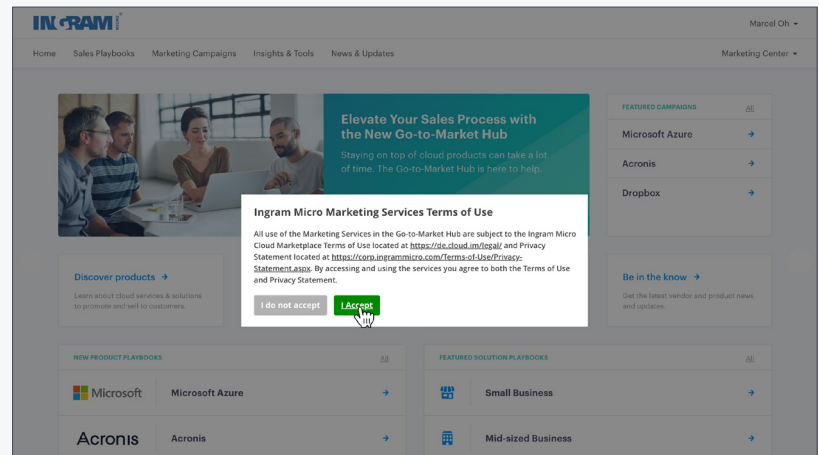 INGRAM MICRO
Marcel Oh
Home Sales Playbooks Marketing Campaigns Insights & Tools News & Updates Marketing Center
Elevate Your Sales Process with
the New Go-to-Market Hub
Staying on top of cloud products can take a lot
of time. The Go-to-Market Hub is here to help.
FEATURED CAMPAIGNS All
Microsoft Azure
Acronis
Dropbox
Ingram Micro Marketing Services Terms of Use
All use of the Marketing Services in the Go-to-Market Hub are subject to the Ingram Micro
Cloud Marketplace Terms of Use located at https://de.cloud.im/legal/ and Privacy
Statement located at https://corp.ingrammicro.com/Terms-of-Use/Privacy-
Statement.aspx. By accessing and using the services you agree to both the Terms of Use
and Privacy Statement.
I do not accept I Accept
Discover products
Learn about cloud services & solutions
to promote and sell to customers.
Be in the know
Get the latest vendor and product news
and updates.
NEW PRODUCT PLAYBOOKS All
Microsoft Microsoft Azure
Acronis Acronis
FEATURED SOLUTION PLAYBOOKS All
Small Business
Mid-sized Business